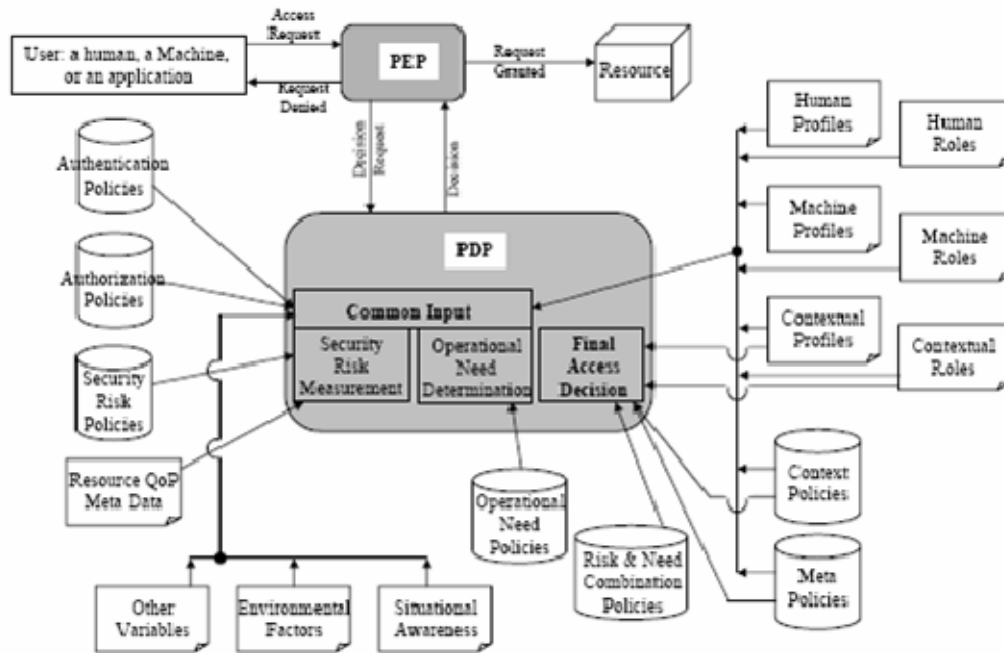 Access
Request
User: a human, a Machine,
or an application
PEP
Request
Granted
Resource
Request
Denied
Human
Profiles
Human
Roles
Decision
Request
Decision
Authentication
Policies
Machine
Profiles
Machine
Roles
PDP
Authorization
Policies
Common Input
Contextual
Profiles
Security
Risk
Measurement
Operational
Need
Determination
Final
Access
Decision
Contextual
Roles
Security
Risk
Policies
Resource QoP
Meta Data
Operational
Need
Policies
Context
Policies
Risk & Need
Combination
Policies
Meta
Policies
Other
Variables
Environmental
Factors
Situational
Awareness